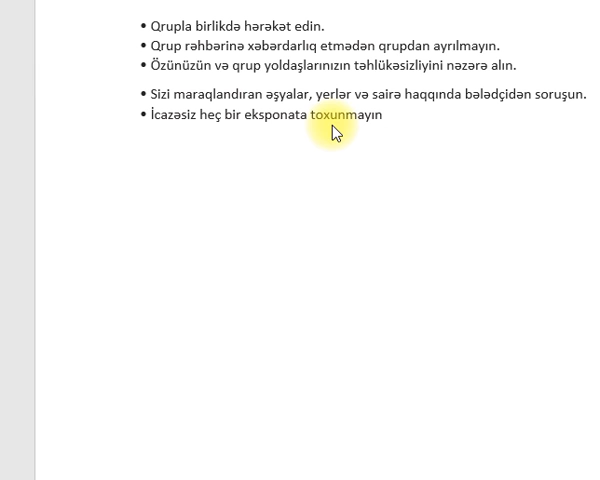 • Qrupla birlikdə hərəkət edin.
• Qrup rəhbərinə xəbərdarlıq etmədən qrupdan ayrılmayın.
• Özünüzün və qrup yoldaşlarınızın təhlükəsizliyini nəzərə alın.
• Sizi maraqlandıran əşyalar, yerlər və sairə haqqında bələdçidən soruşun.
• İcazəsiz heç bir eksponata toxunmayın